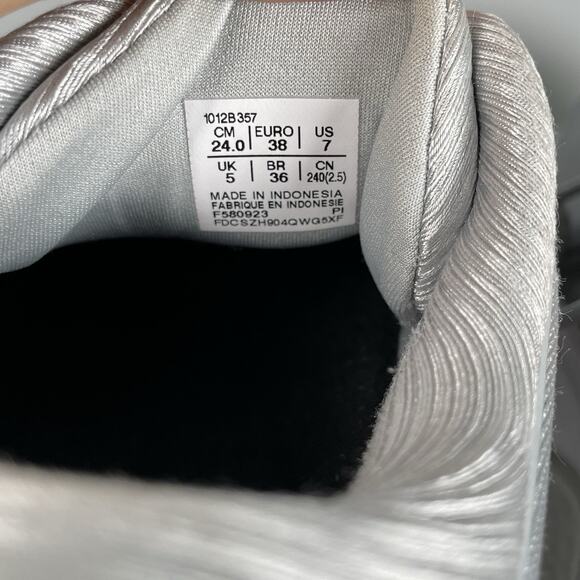 1012B357
CM EURO US
24.0 38 7
UK BR CN
5 36 240(2.5)
MADE IN INDONESIA
FABRIQUE EN INDONESIE
F580923 PI
FDCSZH904QWG5XF